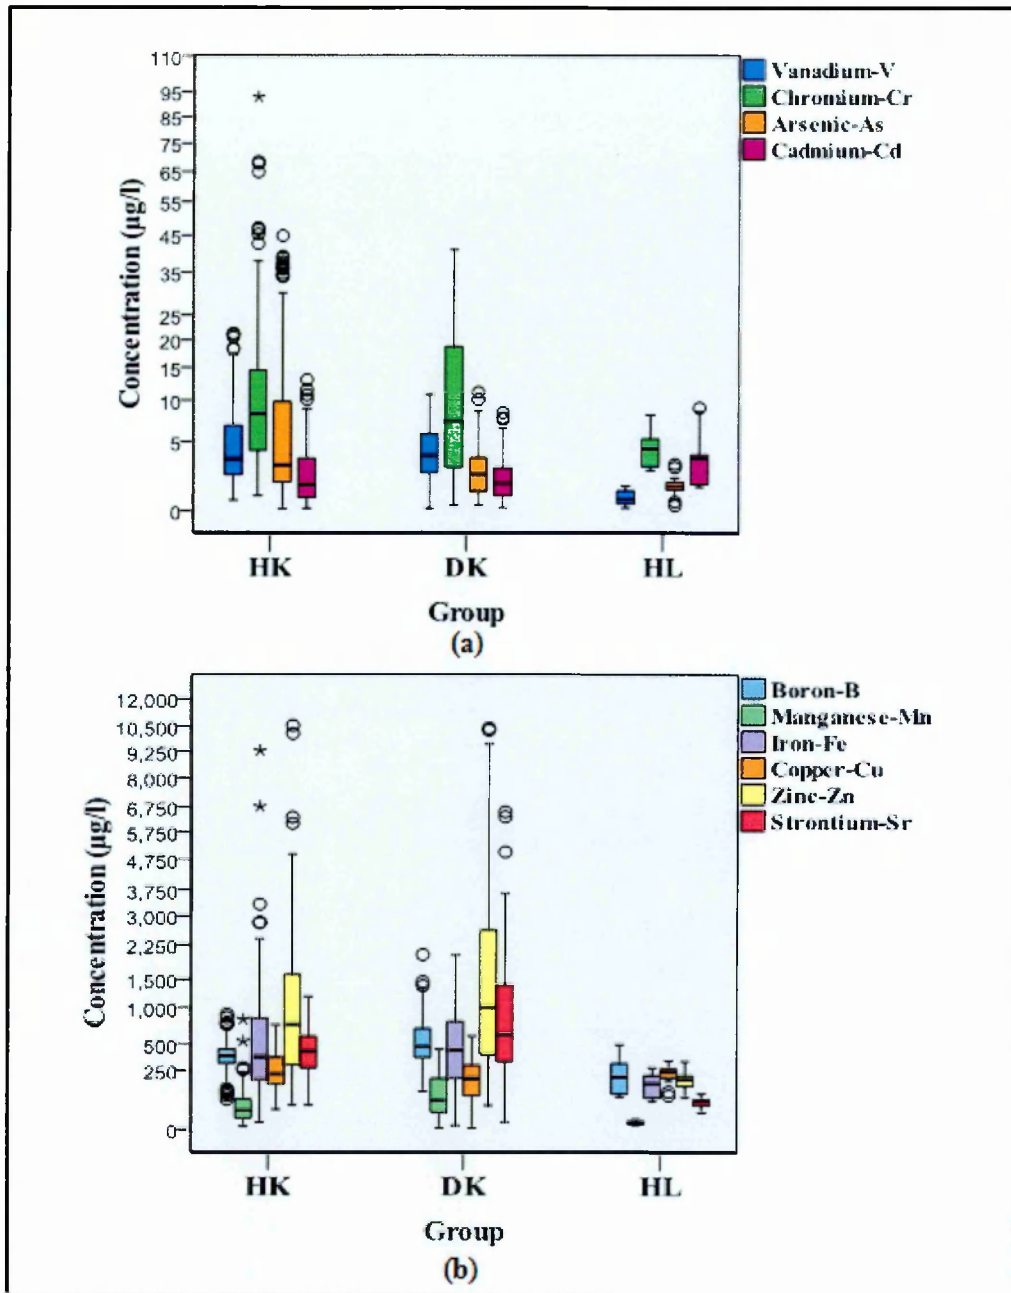 110
95
85
75
65
55
45
35
25
20
15
10
5
0
Concentration (µg/l)
Vanadium-V
Chromium-Cr
Arsenic-As
Cadmium-Cd
HK DK HL
Group
(a)
12,000
10,500
9,250
8,000
6,750
5,750
4,750
3,750
3,000
2,250
1,500
1,000
500
250
0
Concentration (µg/l)
Boron-B
Manganese-Mn
Iron-Fe
Copper-Cu
Zinc-Zn
Strontium-Sr
HK DK HL
Group
(b)